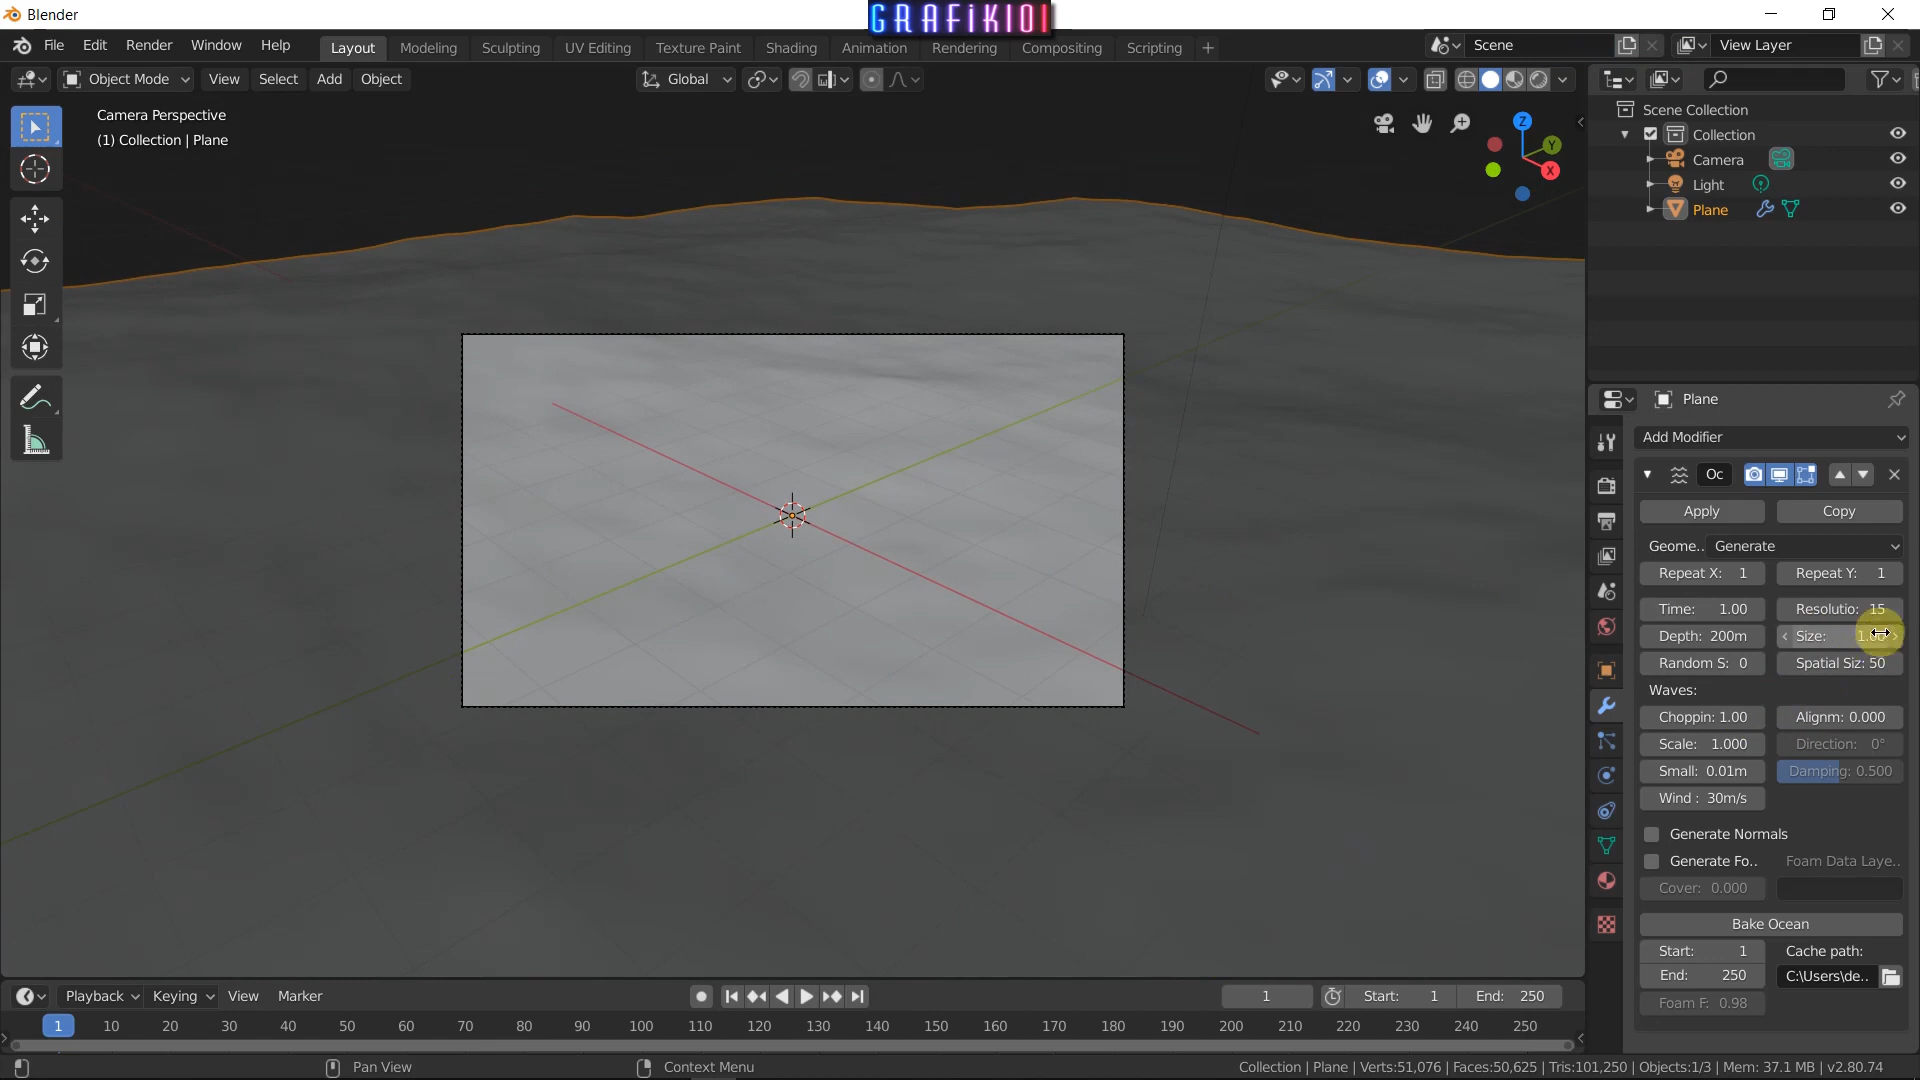 Blender
GRAFiK101
File Edit Render Window Help Layout Modeling Sculpting UV Editing Texture Paint Shading Animation Rendering Compositing Scripting + Scene View Layer
Object Mode View Select Add Object Global
Camera Perspective
(1) Collection | Plane
Z
Y
X
Scene Collection
Collection
Camera
Light
Plane
Plane
Add Modifier
Oc
Apply Copy
Geome.. Generate
Repeat X: 1 Repeat Y: 1
Time: 1.00 Resolutio: 15
Depth: 200m Size: 1.00
Random S: 0 Spatial Siz: 50
Waves:
Choppin: 1.00 Alignm: 0.000
Scale: 1.000 Direction: 0°
Small: 0.01m Damping: 0.500
Wind : 30m/s
Generate Normals
Generate Fo.. Foam Data Laye..
Cover: 0.000
Bake Ocean
Start: 1 Cache path:
End: 250 C:\Users\de..
Foam F: 0.98
Playback Keying View Marker 1 Start: 1 End: 250
1 10 20 30 40 50 60 70 80 90 100 110 120 130 140 150 160 170 180 190 200 210 220 230 240 250
Pan View Context Menu Collection | Plane | Verts:51,076 | Faces:50,625 | Tris:101,250 | Objects:1/3 | Mem: 37.1 MB | v2.80.74